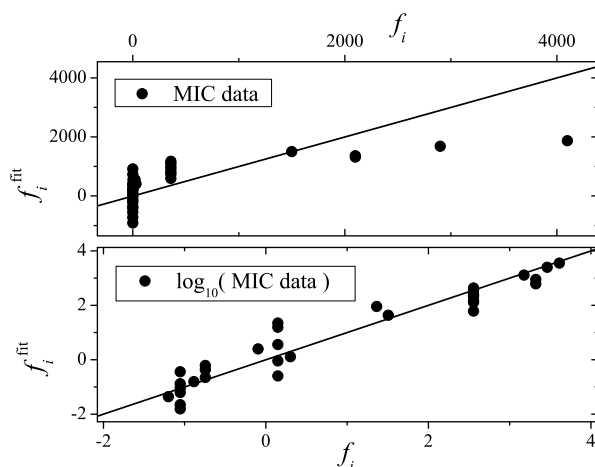 f_i
0 2000 4000
4000
2000
0
f_i^fit
MIC data
4
2
0
-2
f_i^fit
log₁₀( MIC data )
-2 0 2 4
f_i